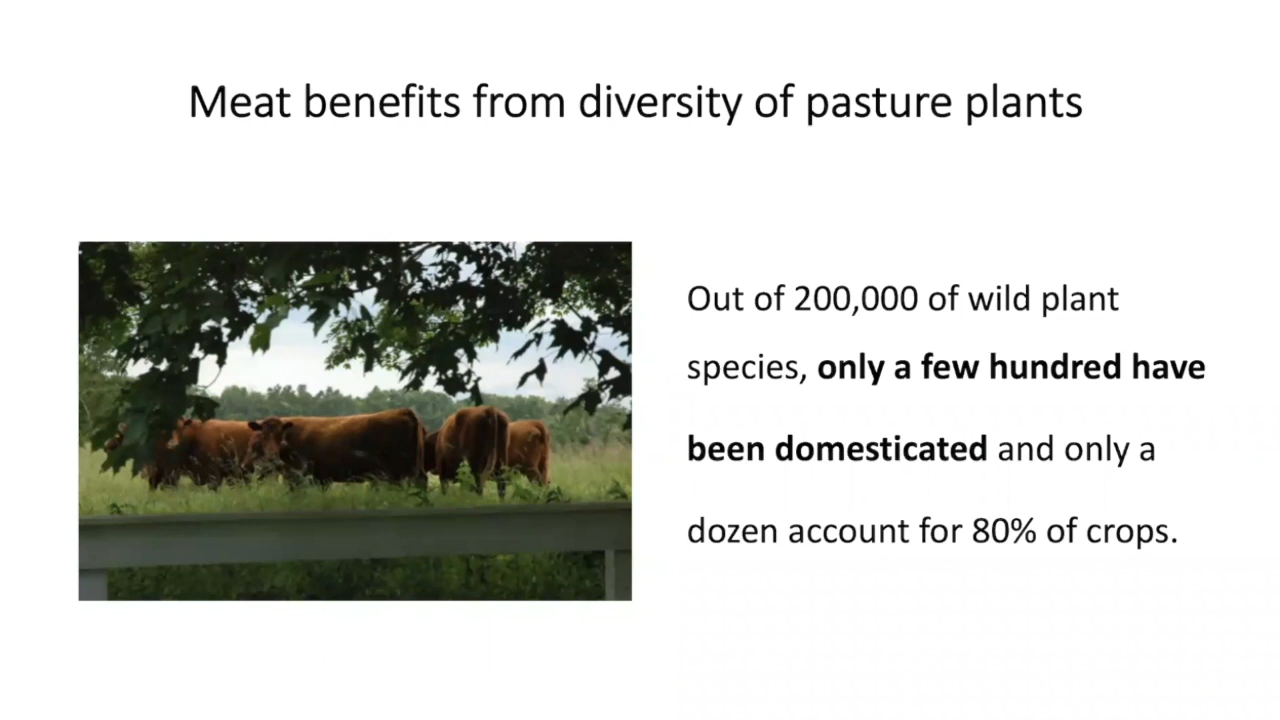 Meat benefits from diversity of pasture plants
Out of 200,000 of wild plant
species, only a few hundred have
been domesticated and only a
dozen account for 80% of crops.